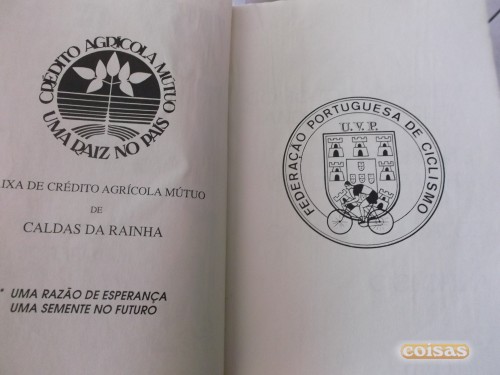 CRÉDITO AGRÍCOLA MÚTUO
UMA RAIZ NO PAÍS
IXA DE CRÉDITO AGRÍCOLA MÚTUO
DE
CALDAS DA RAINHA
* UMA RAZÃO DE ESPERANÇA
UMA SEMENTE NO FUTURO
FEDERAÇÃO PORTUGUESA DE CICLISMO
U.V.P.
coisas